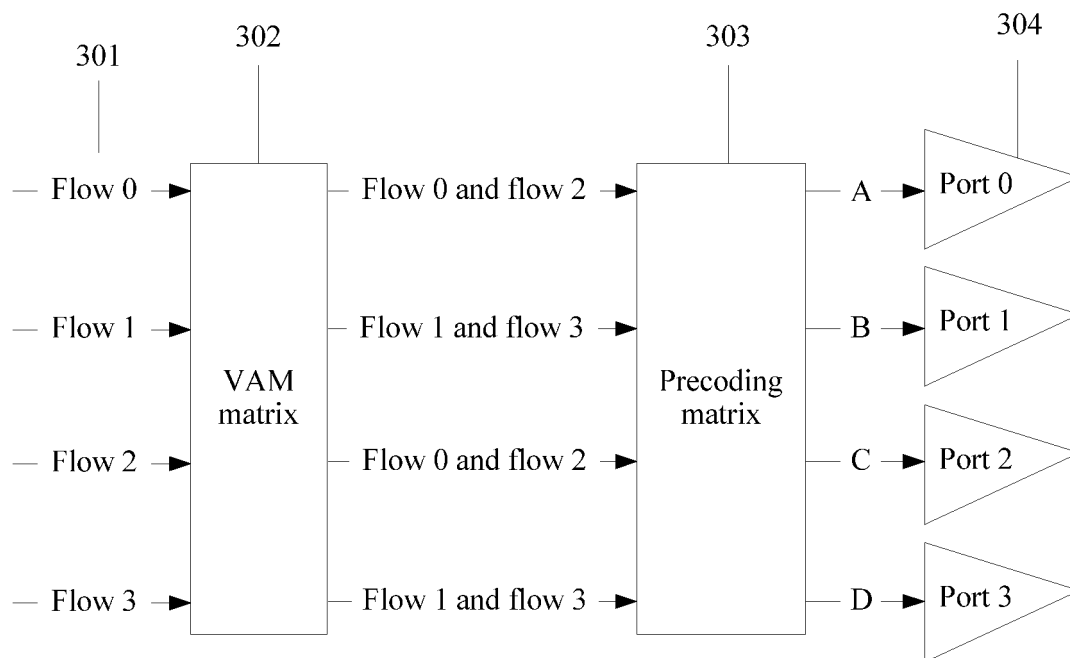 301
302
303
304
Flow 0
Flow 0 and flow 2
A
Port 0
Flow 1
Flow 1 and flow 3
B
Port 1
VAM
matrix
Precoding
matrix
Flow 2
Flow 0 and flow 2
C
Port 2
Flow 3
Flow 1 and flow 3
D
Port 3